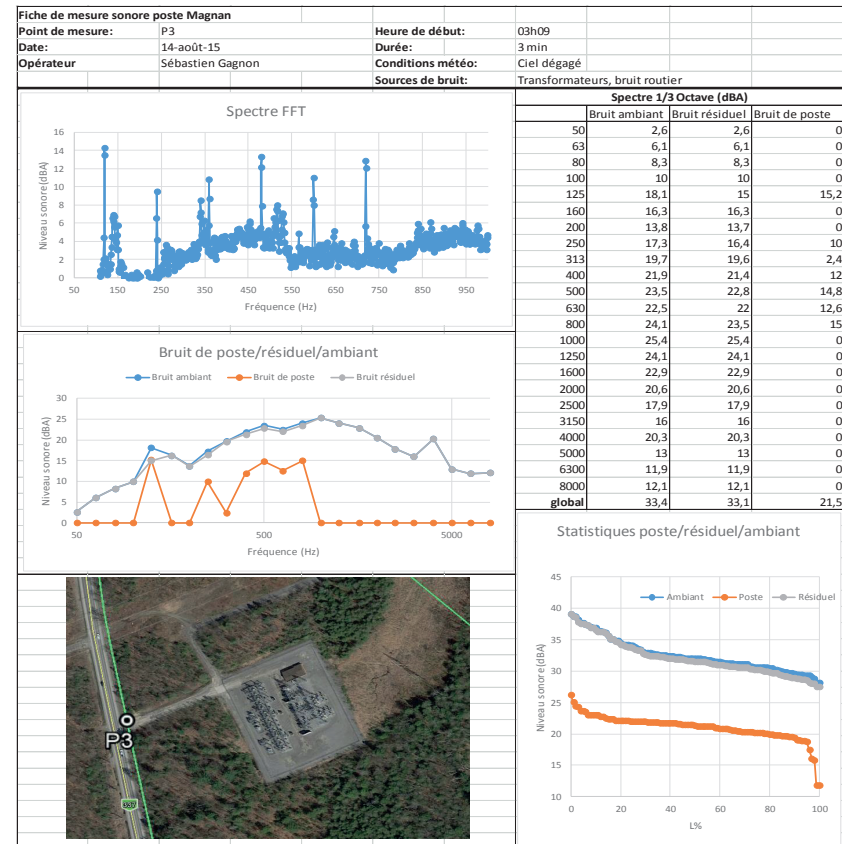 Fiche de mesure sonore poste Magnan
Point de mesure: P3 Heure de début: 03h09
Date: 14-août-15 Durée: 3 min
Opérateur Sébastien Gagnon Conditions météo: Ciel dégagé
Sources de bruit: Transformateurs, bruit routier
Spectre FFT
Niveau sonore(dBA)
16
14
12
10
8
6
4
2
0
50 150 250 350 450 550 650 750 850 950
Fréquence (Hz)
Spectre 1/3 Octave (dBA)
Bruit ambiant Bruit résiduel Bruit de poste
50 2,6 2,6 0
63 6,1 6,1 0
80 8,3 8,3 0
100 10 10 0
125 18,1 15 15,2
160 16,3 16,3 0
200 13,8 13,7 0
250 17,3 16,4 10
313 19,7 19,6 2,4
400 21,9 21,4 12
500 23,5 22,8 14,8
630 22,5 22 12,6
800 24,1 23,5 15
1000 25,4 25,4 0
1250 24,1 24,1 0
1600 22,9 22,9 0
2000 20,6 20,6 0
2500 17,9 17,9 0
3150 16 16 0
4000 20,3 20,3 0
5000 13 13 0
6300 11,9 11,9 0
8000 12,1 12,1 0
global 33,4 33,1 21,5
Bruit de poste/résiduel/ambiant
Bruit ambiant Bruit de poste Bruit résiduel
Niveau sonore (dBA)
30
25
20
15
10
5
0
50 500 5000
Fréquence (Hz)
P3
337
Statistiques poste/résiduel/ambiant
Ambiant Poste Résiduel
Niveau sonore (dBA)
45
40
35
30
25
20
15
10
0 20 40 60 80 100
L%